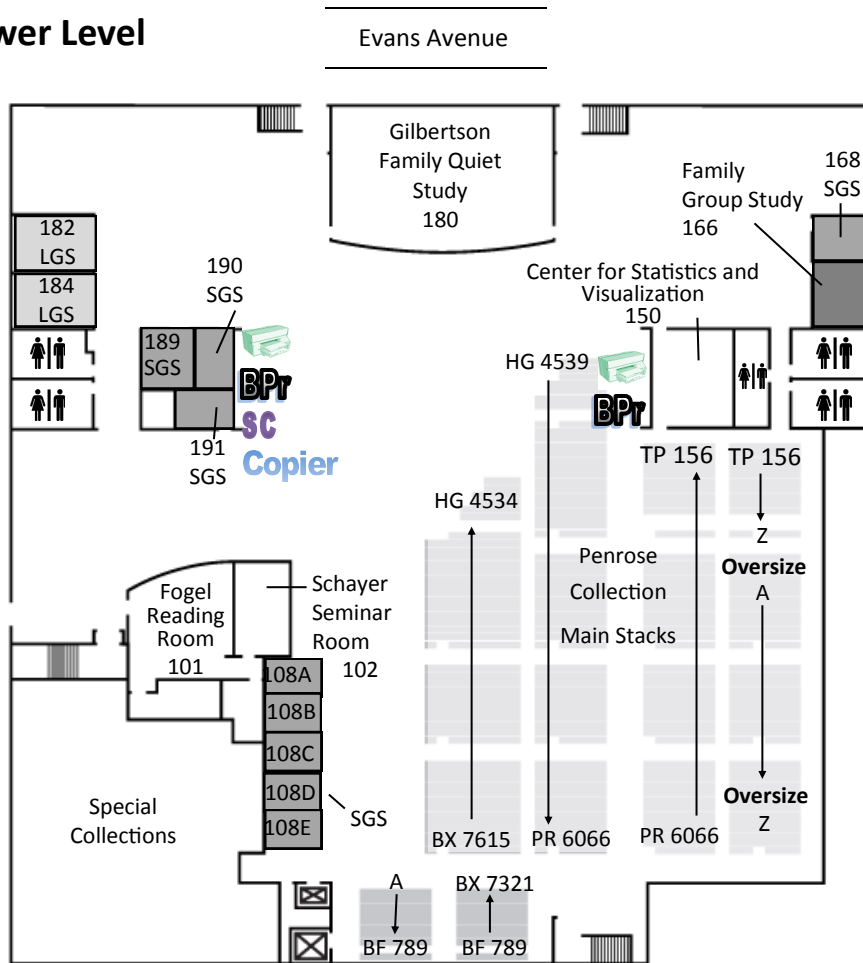 wer Level
Evans Avenue
Gilbertson
Family Quiet
Study
180
Family
Group Study
166
168
SGS
182
LGS
184
LGS
190
SGS
189
SGS
191
SGS
BPr
SC
Copier
Center for Statistics and
Visualization
150
HG 4539
BPr
HG 4534
TP 156
TP 156
Z
Oversize
A
Penrose
Collection
Main Stacks
Fogel
Reading
Room
101
Schayer
Seminar
Room
102
108A
108B
108C
108D
108E
SGS
Special
Collections
Oversize
Z
BX 7615
PR 6066
PR 6066
A
BF 789
BX 7321
BF 789